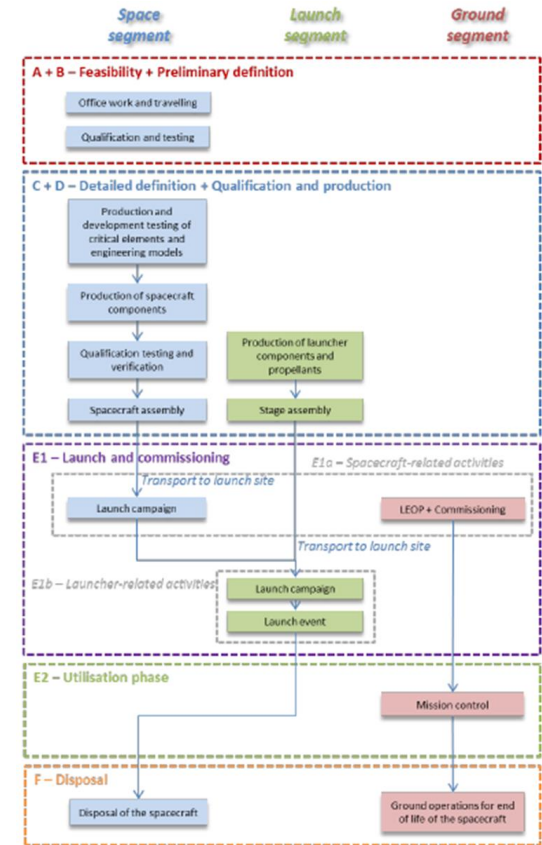 Space
segment
Launch
segment
Ground
segment
A + B – Feasibility + Preliminary definition
Office work and travelling
Qualification and testing
C + D – Detailed definition + Qualification and production
Production and
development testing of
critical elements and
engineering models
Production of spacecraft
components
Qualification testing and
verification
Production of launcher
components and
propellants
Spacecraft assembly
Stage assembly
E1 – Launch and commissioning
E1a – Spacecraft-related activities
Transport to launch site
Launch campaign
LEOP + Commissioning
Transport to launch site
E1b – Launcher-related activities
Launch campaign
Launch event
E2 – Utilisation phase
Mission control
F – Disposal
Disposal of the spacecraft
Ground operations for end
of life of the spacecraft